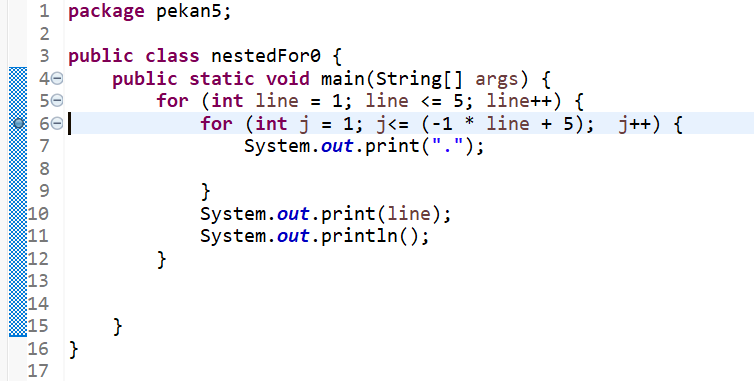 1 package pekan5;
2
3 public class nestedFor0 {
4     public static void main(String[] args) {
5         for (int line = 1; line <= 5; line++) {
6             for (int j = 1; j<= (-1 * line + 5);  j++) {
7                 System.out.print(".");
8
9             }
10             System.out.print(line);
11             System.out.println();
12         }
13
14
15     }
16 }
17